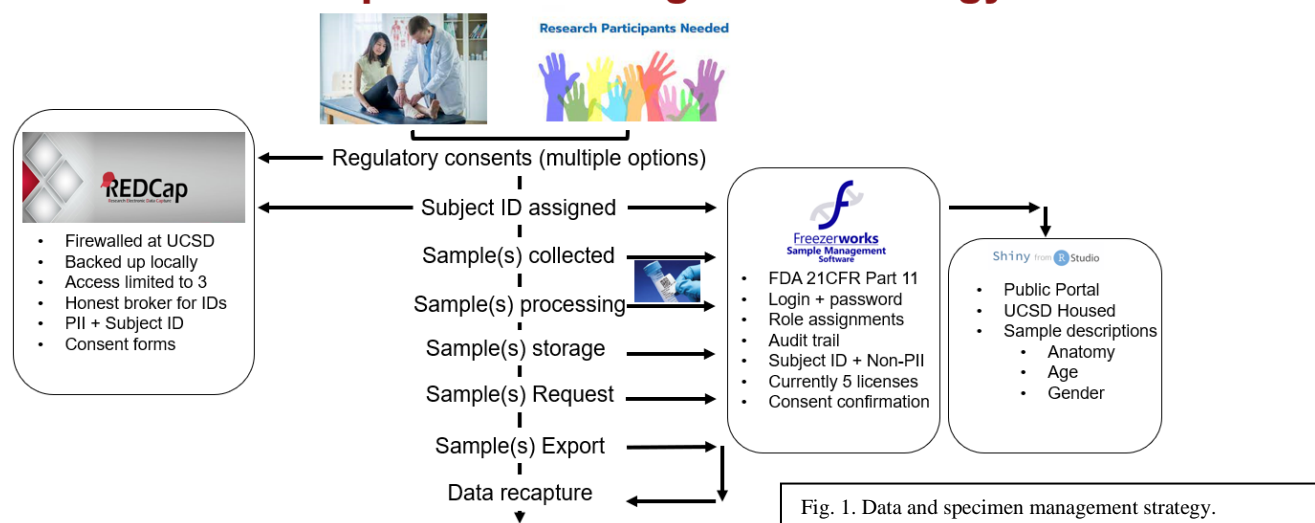 Research Participants Needed
Regulatory consents (multiple options)
Subject ID assigned
Sample(s) collected
Sample(s) processing
Sample(s) storage
Sample(s) Request
Sample(s) Export
Data recapture
REDCap
Research Electronic Data Capture
• Firewalled at UCSD
• Backed up locally
• Access limited to 3
• Honest broker for IDs
• PII + Subject ID
• Consent forms
Freezerworks
Sample Management
Software
• FDA 21CFR Part 11
• Login + password
• Role assignments
• Audit trail
• Subject ID + Non-PII
• Currently 5 licenses
• Consent confirmation
Shiny from R Studio
• Public Portal
• UCSD Housed
• Sample descriptions
• Anatomy
• Age
• Gender
Fig. 1. Data and specimen management strategy.